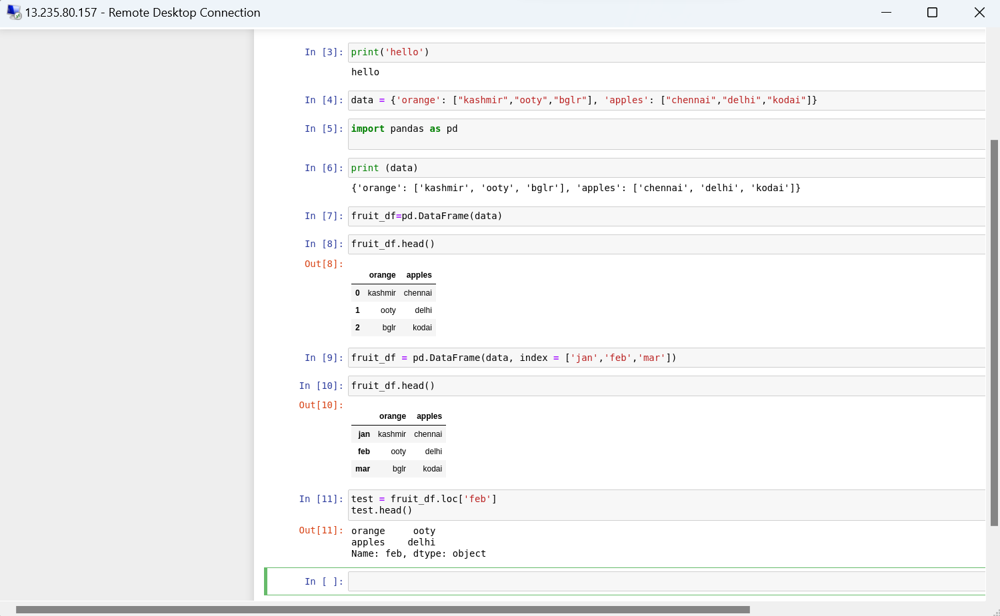 13.235.80.157 - Remote Desktop Connection
In [3]: print('hello')
hello
In [4]: data = {'orange': ["kashmir","ooty","bglr"], 'apples': ["chennai","delhi","kodai"]}
In [5]: import pandas as pd
In [6]: print (data)
{'orange': ['kashmir', 'ooty', 'bglr'], 'apples': ['chennai', 'delhi', 'kodai']}
In [7]: fruit_df=pd.DataFrame(data)
In [8]: fruit_df.head()
Out[8]:
orange apples
0 kashmir chennai
1 ooty delhi
2 bglr kodai
In [9]: fruit_df = pd.DataFrame(data, index = ['jan','feb','mar'])
In [10]: fruit_df.head()
Out[10]:
orange apples
jan kashmir chennai
feb ooty delhi
mar bglr kodai
In [11]: test = fruit_df.loc['feb']
test.head()
Out[11]: orange     ooty
apples    delhi
Name: feb, dtype: object
In [ ]: